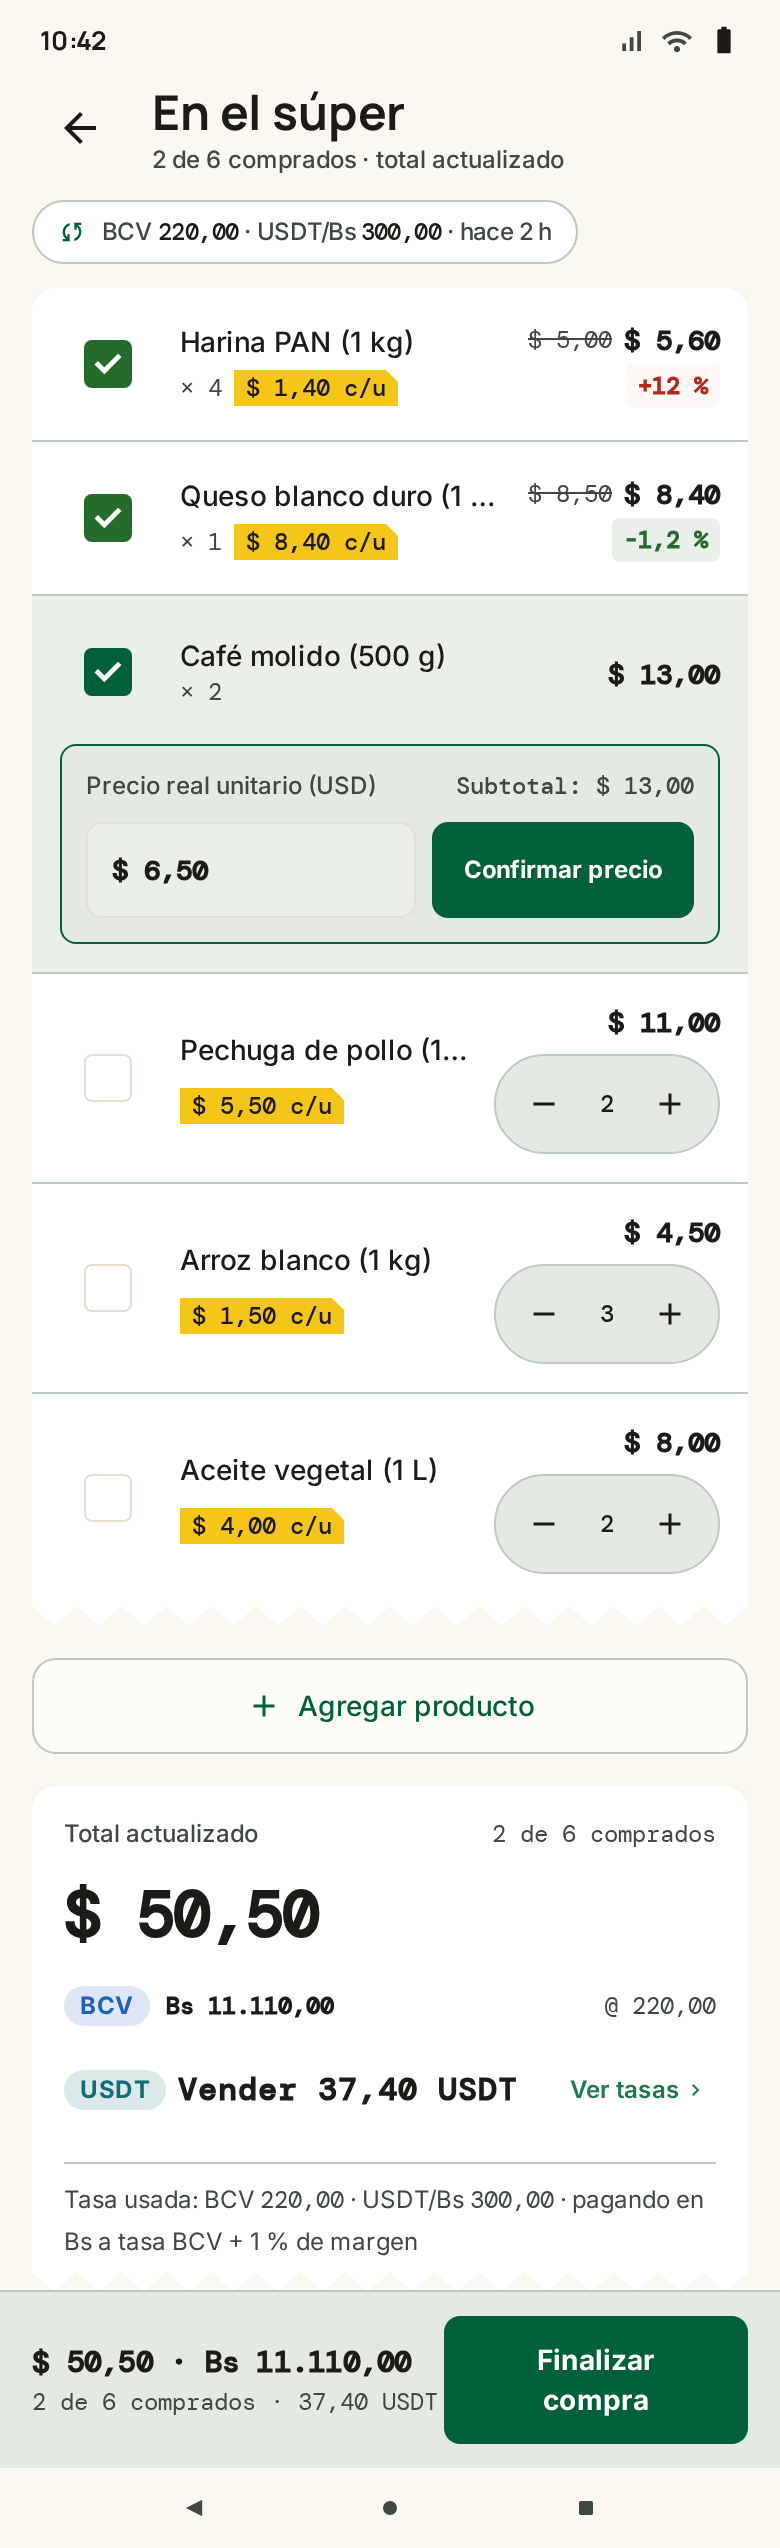 10:42
En el súper
2 de 6 comprados · total actualizado
BCV 220,00 · USDT/Bs 300,00 · hace 2 h
Harina PAN (1 kg)
$ 5,00 $ 5,60
× 4 $ 1,40 c/u
+12 %
Queso blanco duro (1 ...
$ 8,50 $ 8,40
× 1 $ 8,40 c/u
-1,2 %
Café molido (500 g)
× 2
$ 13,00
Precio real unitario (USD)
Subtotal: $ 13,00
$ 6,50
Confirmar precio
Pechuga de pollo (1...
$ 5,50 c/u
$ 11,00
− 2 +
Arroz blanco (1 kg)
$ 1,50 c/u
$ 4,50
− 3 +
Aceite vegetal (1 L)
$ 4,00 c/u
$ 8,00
− 2 +
+ Agregar producto
Total actualizado
2 de 6 comprados
$ 50,50
BCV Bs 11.110,00
@ 220,00
USDT Vender 37,40 USDT
Ver tasas ›
Tasa usada: BCV 220,00 · USDT/Bs 300,00 · pagando en
Bs a tasa BCV + 1 % de margen
$ 50,50 · Bs 11.110,00
2 de 6 comprados · 37,40 USDT
Finalizar
compra